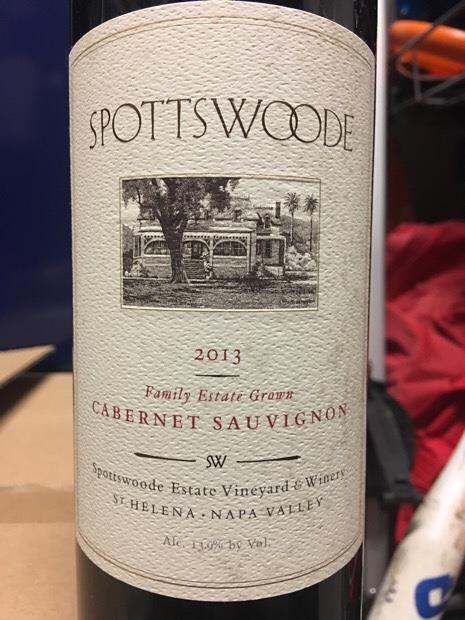 SPOTTSWOODE
2013
Family Estate Grown
CABERNET SAUVIGNON
SW
Spottswoode Estate Vineyard & Winery
ST. HELENA • NAPA VALLEY
Alc. 13.9% by Vol.